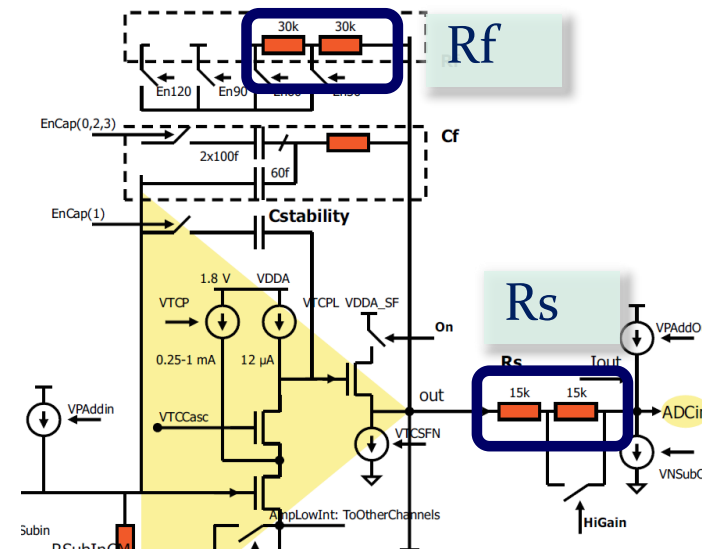 30k 30k
Rf
En120 En90
EnCap(0,2,3)
Cf
2x100f
60f
EnCap(1)
Cstability
1.8 V VDDA
VTCP
VTCPL VDDA_SF
On
0.25-1 mA 12 µA
Rs
VPAddO
Rs Iout
15k 15k
out
VPAddin
VTCCasc
ADCin
VTCSFN
VNSubO
AmpLowInt: ToOtherChannels
HiGain
Subin